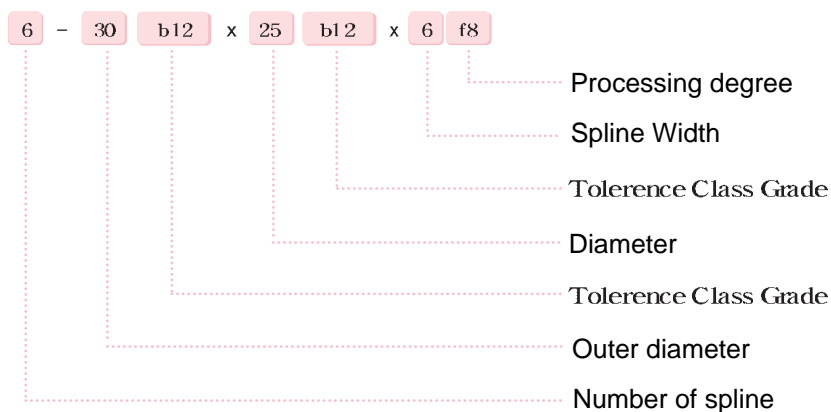 6 - 30 b12 x 25 b12 x 6 f8
Processing degree
Spline Width
Tolerence Class Grade
Diameter
Tolerence Class Grade
Outer diameter
Number of spline